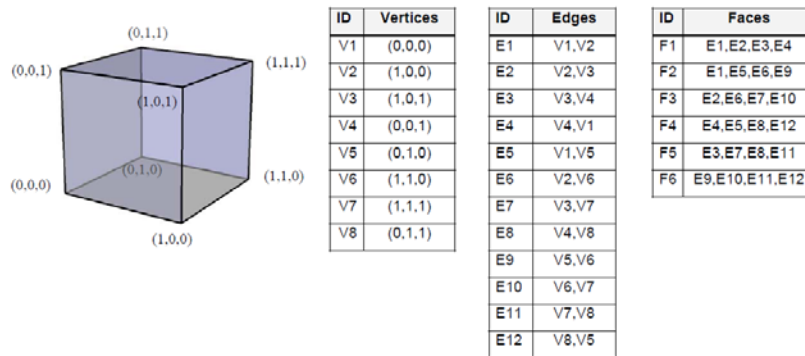 (0,1,1)
(1,1,1)
(0,0,1)
(1,0,1)
(0,1,0)
(0,0,0)
(1,1,0)
(1,0,0)
ID Vertices
V1 (0,0,0)
V2 (1,0,0)
V3 (1,0,1)
V4 (0,0,1)
V5 (0,1,0)
V6 (1,1,0)
V7 (1,1,1)
V8 (0,1,1)
ID Edges
E1 V1,V2
E2 V2,V3
E3 V3,V4
E4 V4,V1
E5 V1,V5
E6 V2,V6
E7 V3,V7
E8 V4,V8
E9 V5,V6
E10 V6,V7
E11 V7,V8
E12 V8,V5
ID Faces
F1 E1,E2,E3,E4
F2 E1,E5,E6,E9
F3 E2,E6,E7,E10
F4 E4,E5,E8,E12
F5 E3,E7,E8,E11
F6 E9,E10,E11,E12